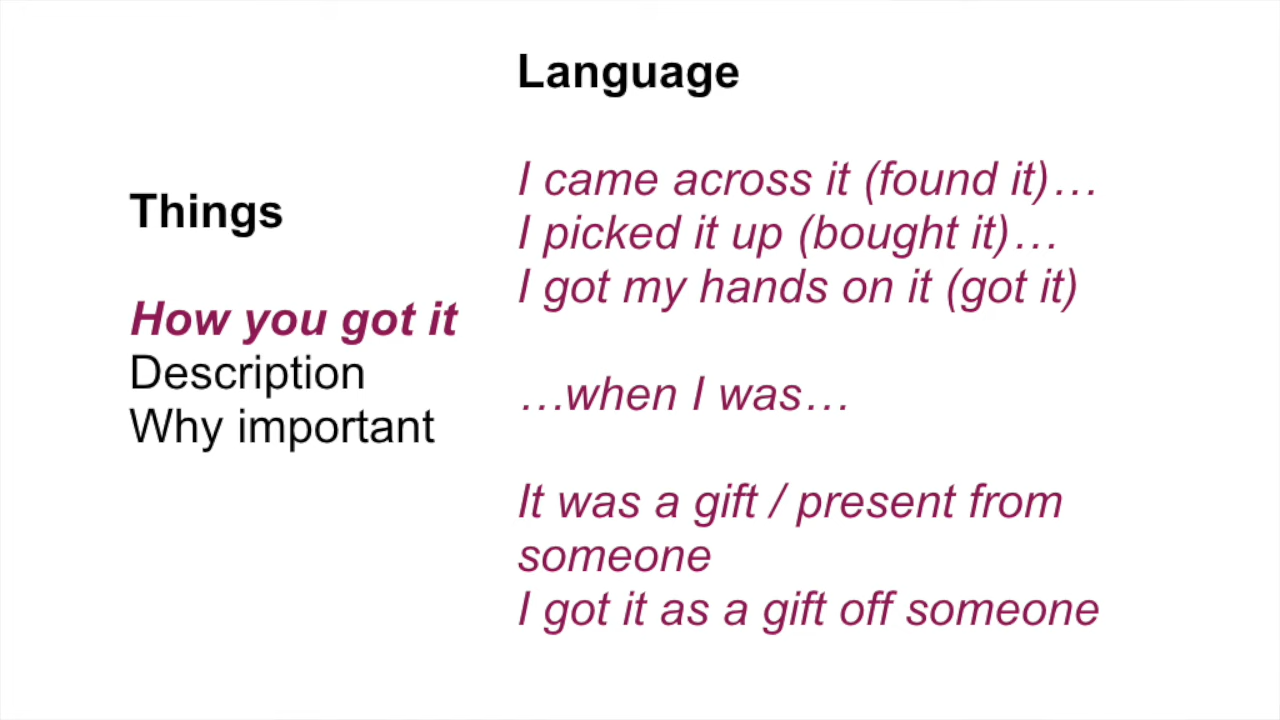 Things
How you got it
Description
Why important
Language
I came across it (found it)…
I picked it up (bought it)…
I got my hands on it (got it)
…when I was…
It was a gift / present from
someone
I got it as a gift off someone